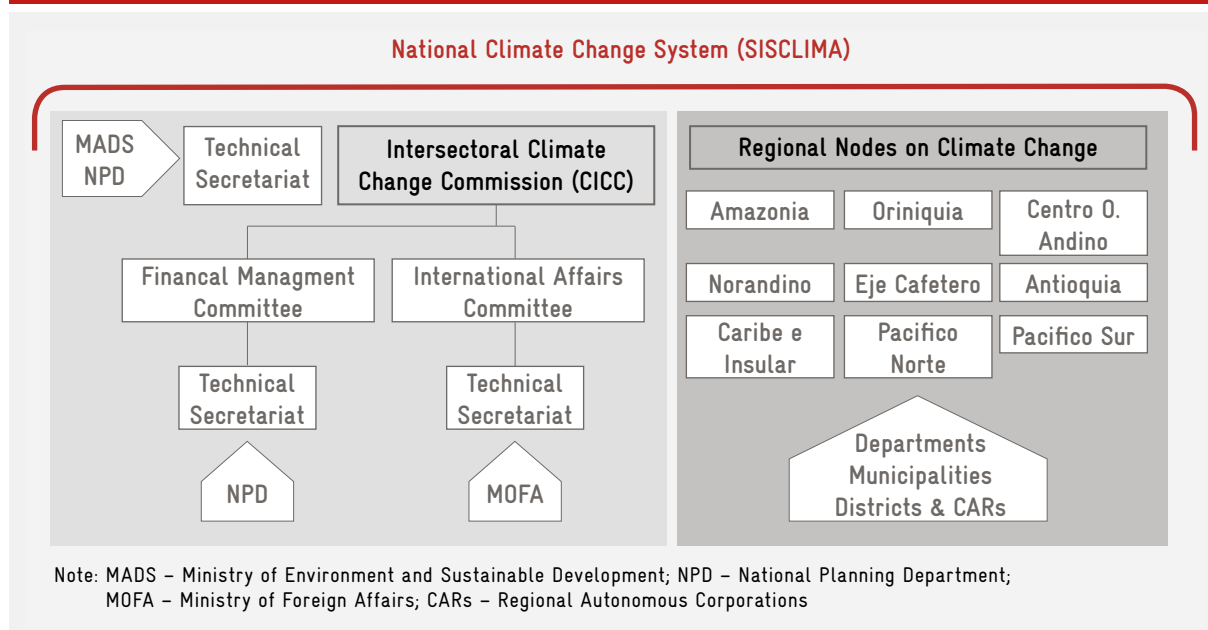 National Climate Change System (SISCLIMA)
MADS
NPD
Technical
Secretariat
Intersectoral Climate
Change Commission (CICC)
Financal Managment
Committee
International Affairs
Committee
Technical
Secretariat
Technical
Secretariat
NPD
MOFA
Regional Nodes on Climate Change
Amazonia
Oriniquia
Centro O.
Andino
Norandino
Eje Cafetero
Antioquia
Caribe e
Insular
Pacifico
Norte
Pacifico Sur
Departments
Municipalities
Districts & CARs
Note: MADS – Ministry of Environment and Sustainable Development; NPD – National Planning Department;
MOFA – Ministry of Foreign Affairs; CARs – Regional Autonomous Corporations